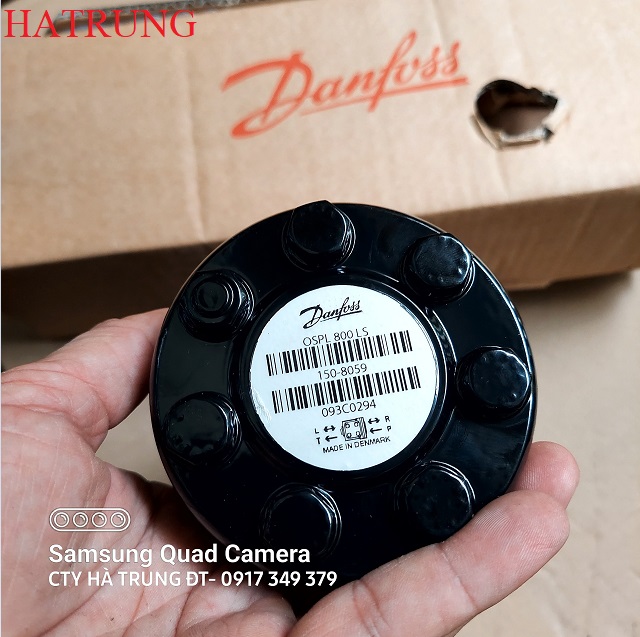 HATRUNG
Danfoss
Danfoss
OSPL 800 LS
150-8059
093C0294
L R
T P
MADE IN DENMARK
Samsung Quad Camera
CTY HÀ TRUNG ĐT- 0917 349 379